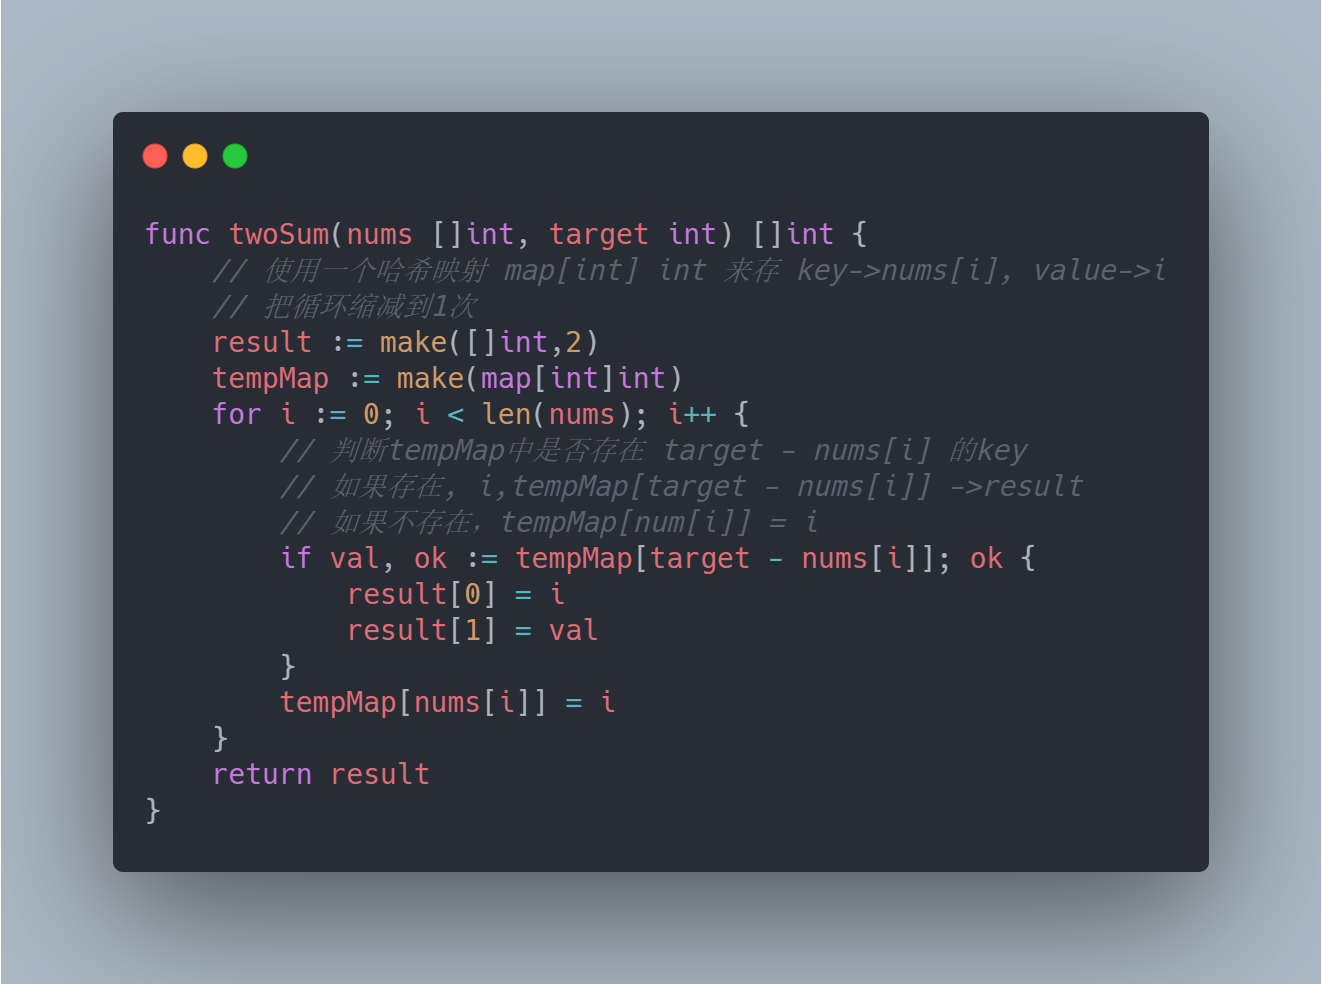 func twoSum(nums []int, target int) []int {
    // 使用一个哈希映射 map[int] int 来存 key->nums[i], value->i
    // 把循环缩减到1次
    result := make([]int,2)
    tempMap := make(map[int]int)
    for i := 0; i < len(nums); i++ {
        // 判断tempMap中是否存在 target - nums[i] 的key
        // 如果存在, i,tempMap[target - nums[i]] ->result
        // 如果不存在，tempMap[num[i]] = i
        if val, ok := tempMap[target - nums[i]]; ok {
            result[0] = i
            result[1] = val
        }
        tempMap[nums[i]] = i
    }
    return result
}